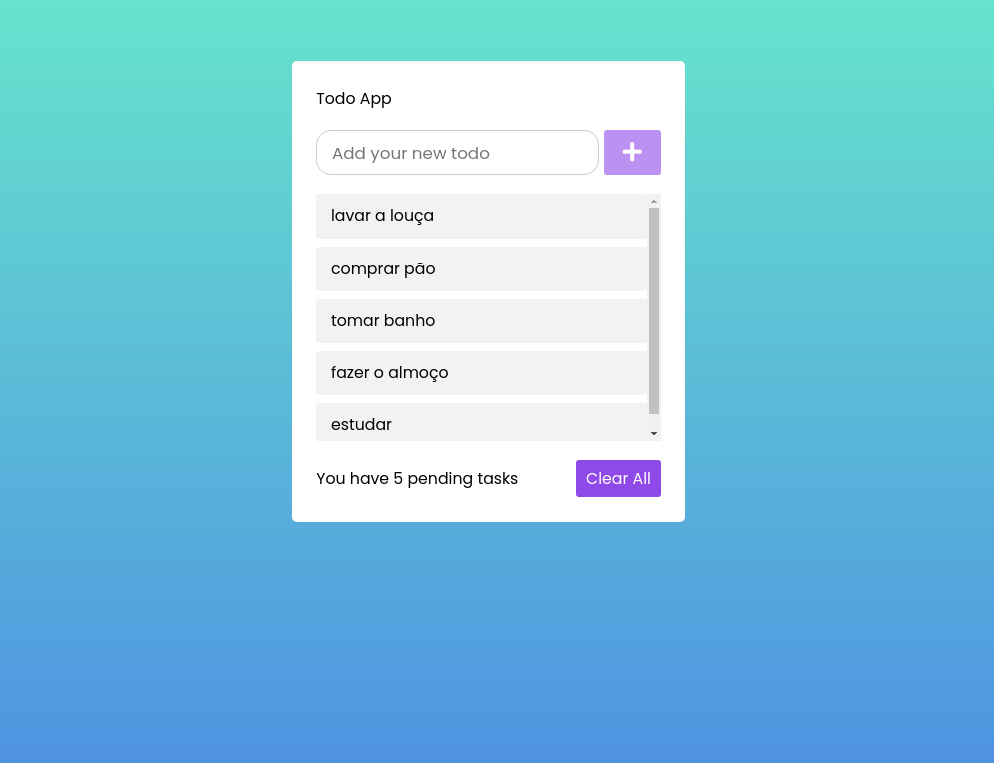 Todo App
Add your new todo
lavar a louça
comprar pão
tomar banho
fazer o almoço
estudar
You have 5 pending tasks
Clear All